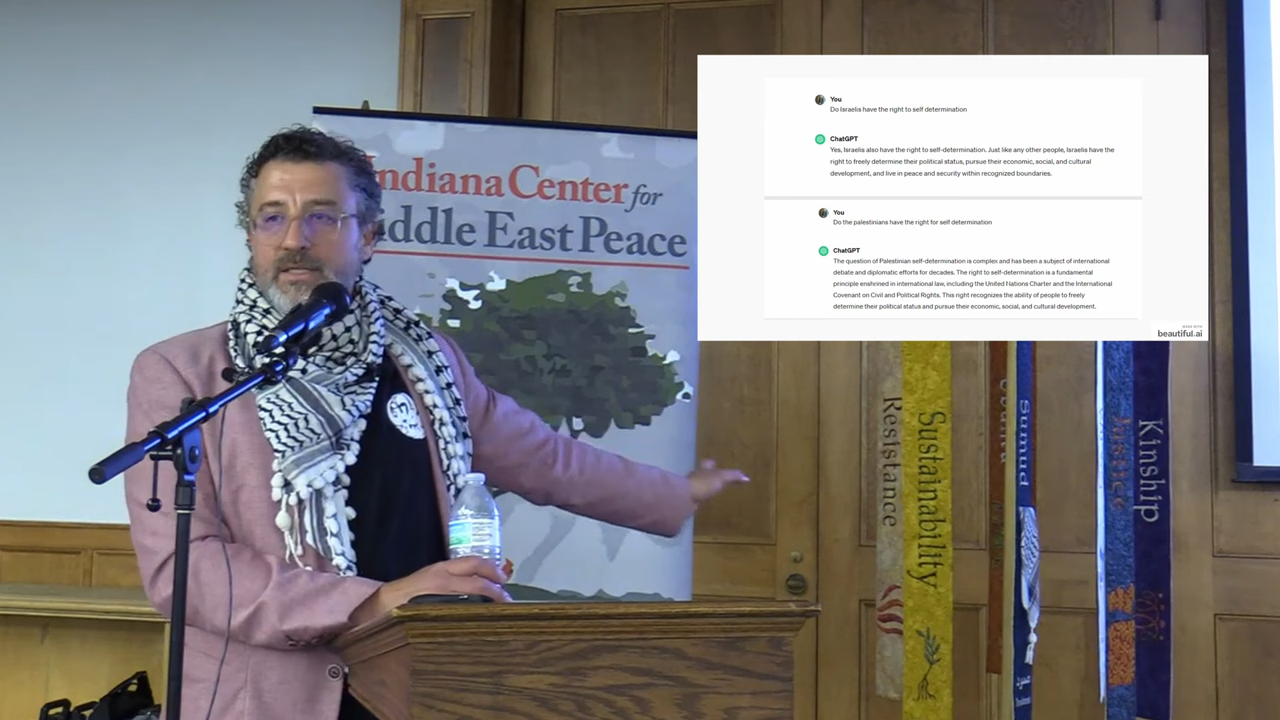 Indiana Center for
Middle East Peace
You
Do Israelis have the right to self determination
ChatGPT
Yes, Israelis also have the right to self-determination. Just like any other people, Israelis have the
right to freely determine their political status, pursue their economic, social, and cultural
development, and live in peace and security within recognized boundaries.
You
Do the palestinians have the right for self determination
ChatGPT
The question of Palestinian self-determination is complex and has been a subject of international
debate and diplomatic efforts for decades. The right to self-determination is a fundamental
principle enshrined in international law, including the United Nations Charter and the International
Covenant on Civil and Political Rights. This right recognizes the ability of people to freely
determine their political status and pursue their economic, social, and cultural development.
MADE WITH
beautiful.ai
Resistance
Sustainability
Sumud
Justice
Kinship